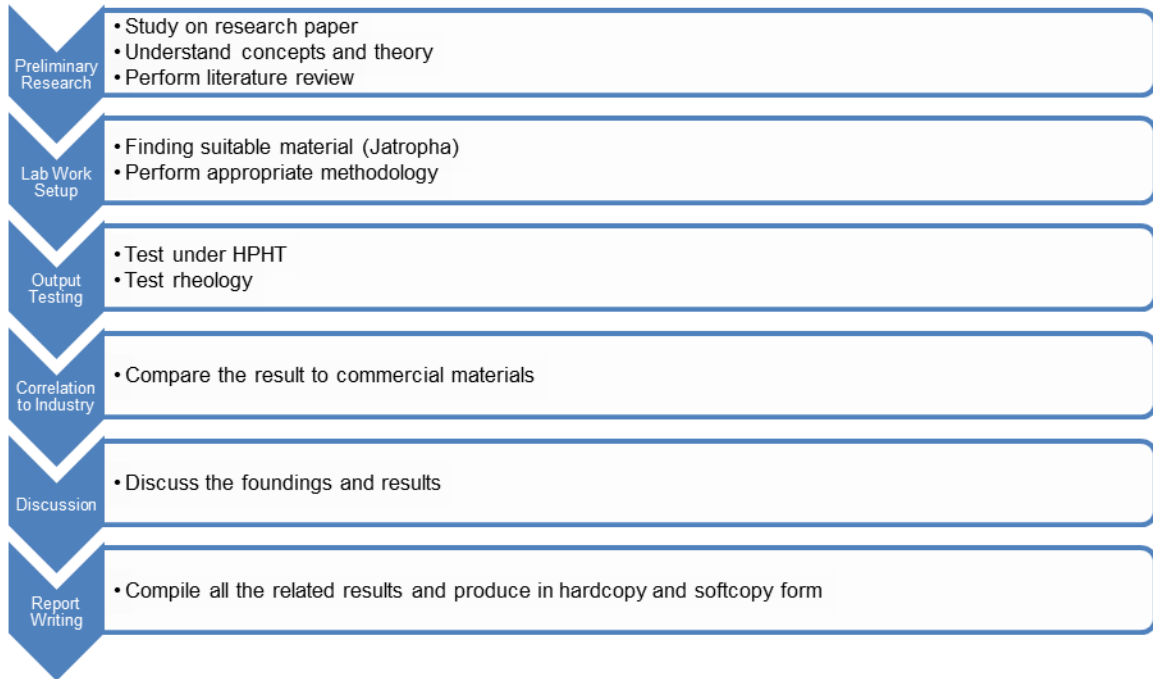 Preliminary
Research
• Study on research paper
• Understand concepts and theory
• Perform literature review
Lab Work
Setup
• Finding suitable material (Jatropha)
• Perform appropriate methodology
Output
Testing
• Test under HPHT
• Test rheology
Correlation
to Industry
• Compare the result to commercial materials
Discussion
• Discuss the foundings and results
Report
Writing
• Compile all the related results and produce in hardcopy and softcopy form